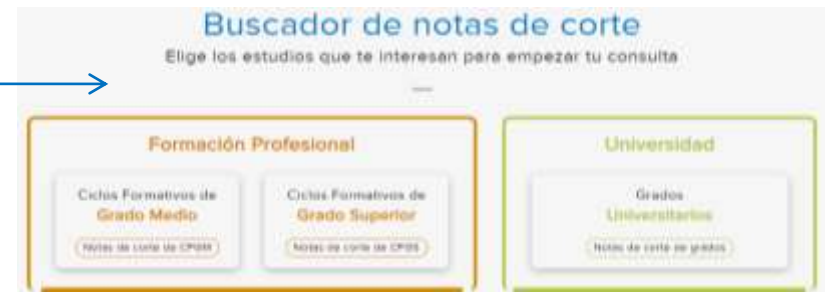 Buscador de notas de corte
Elige los estudios que te interesan para empezar tu consulta
Formación Profesional
Universidad
Ciclos Formativos de
Grado Medio
Notas de corte de CFGM
Ciclos Formativos de
Grado Superior
Notas de corte de CFGS
Grados
Universitarios
Notas de corte de grados